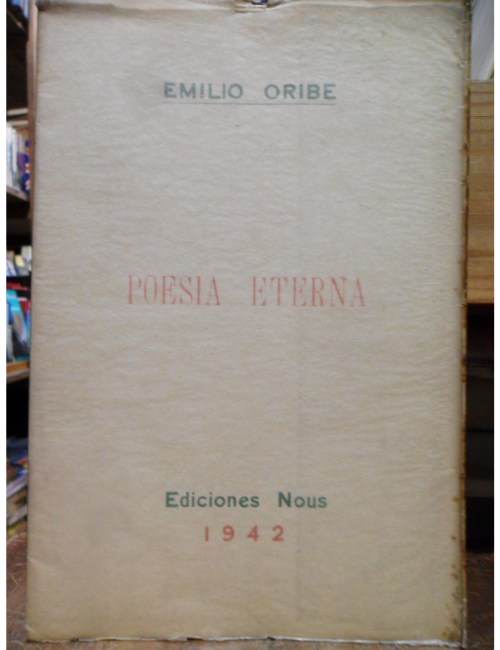 EMILIO ORIBE
POESIA ETERNA
Ediciones Nous
1942